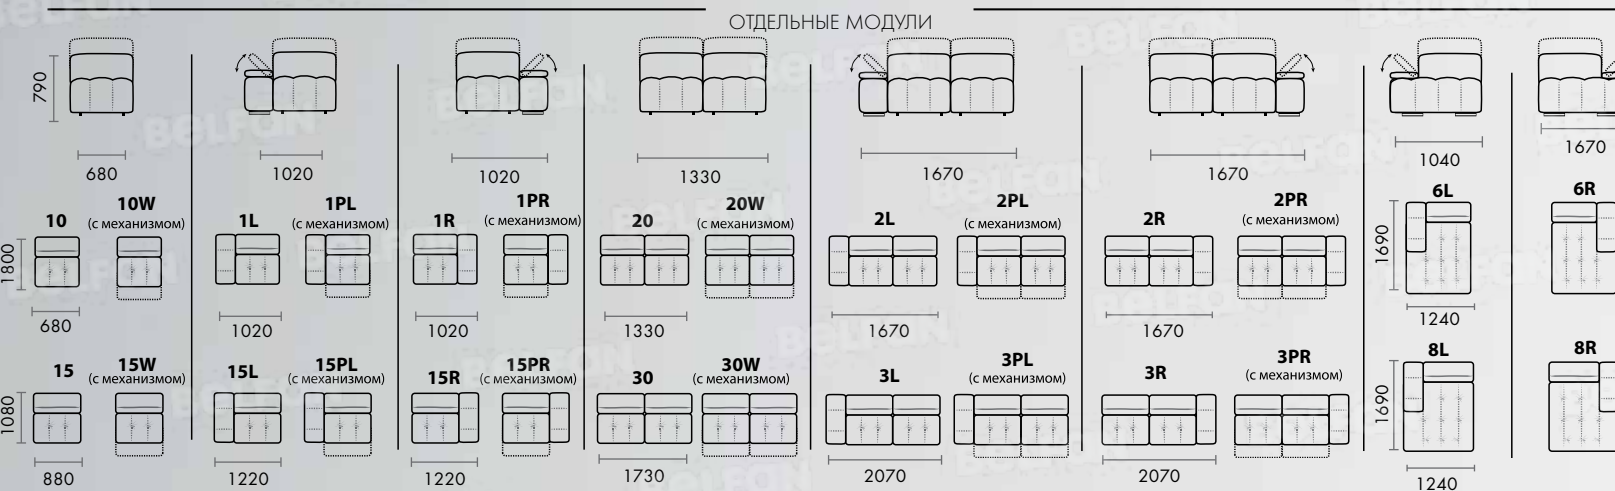 ОТДЕЛЬНЫЕ МОДУЛИ
790
680
1020
1020
1330
1670
1670
1040
1670
10
10W
(с механизмом)
1L
1PL
(с механизмом)
1R
1PR
(с механизмом)
20
20W
(с механизмом)
2L
2PL
(с механизмом)
2R
2PR
(с механизмом)
6L
6R
1800
680
1020
1020
1330
1670
1670
1690
1240
15
15W
(с механизмом)
15L
15PL
(с механизмом)
15R
15PR
(с механизмом)
30
30W
(с механизмом)
3L
3PL
(с механизмом)
3R
3PR
(с механизмом)
8L
8R
1080
880
1220
1220
1730
2070
2070
1690
1240
BELFAN